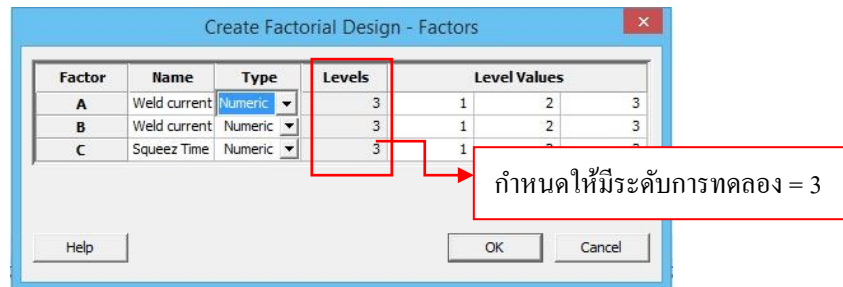 Create Factorial Design - Factors
Factor Name Type Levels Level Values
A Weld current Numeric 3 1 2 3
B Weld current Numeric 3 1 2 3
C Squeez Time Numeric 3 1
กำหนดให้มีระดับการทดลอง = 3
Help OK Cancel